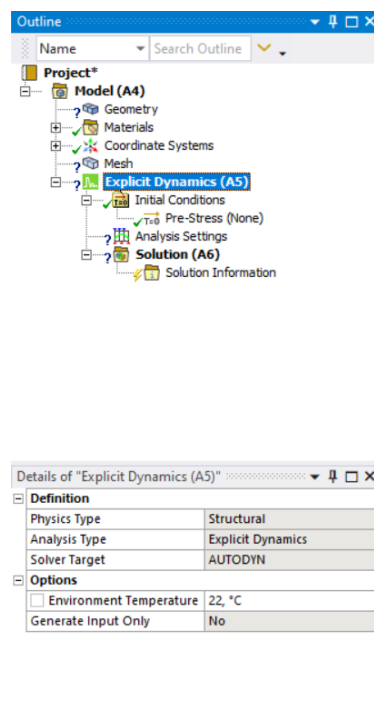 Outline
Name Search Outline
Project*
Model (A4)
Geometry
Materials
Coordinate Systems
Mesh
Explicit Dynamics (A5)
Initial Conditions
Pre-Stress (None)
Analysis Settings
Solution (A6)
Solution Information
Details of "Explicit Dynamics (A5)"
Definition
Physics Type Structural
Analysis Type Explicit Dynamics
Solver Target AUTODYN
Options
Environment Temperature 22, °C
Generate Input Only No